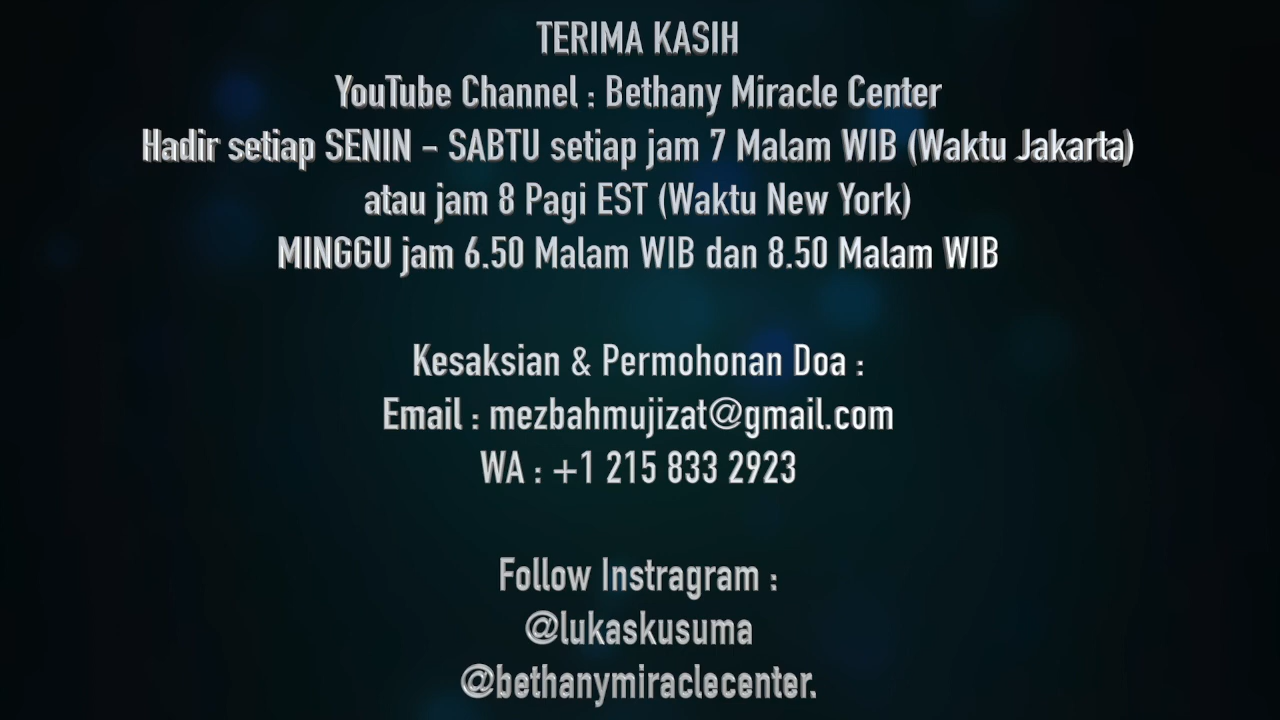 TERIMA KASIH
YouTube Channel : Bethany Miracle Center
Hadir setiap SENIN - SABTU setiap jam 7 Malam WIB (Waktu Jakarta)
atau jam 8 Pagi EST (Waktu New York)
MINGGU jam 6.50 Malam WIB dan 8.50 Malam WIB
Kesaksian & Permohonan Doa :
Email : mezbahmujizat@gmail.com
WA : +1 215 833 2923
Follow Instragram :
@lukaskusuma
@bethanymiraclecenter.